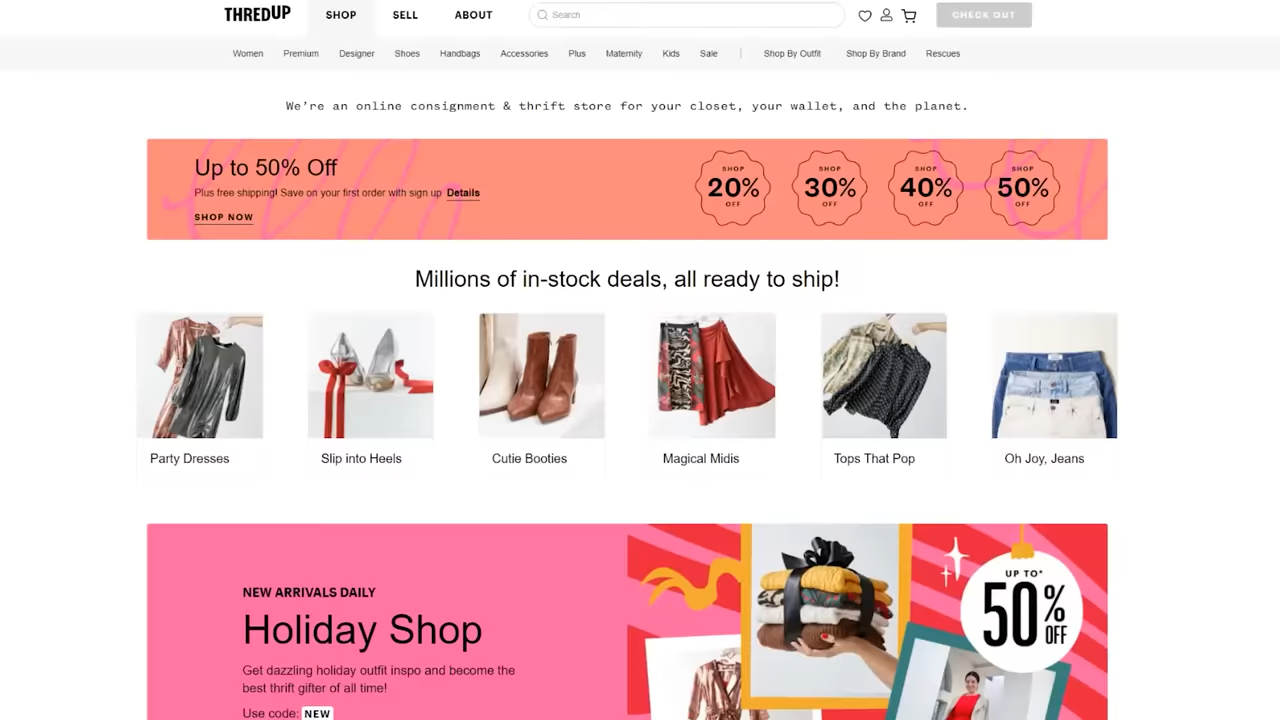 THREDUP
SHOP
SELL
ABOUT
Search
CHECK OUT
Women
Premium
Designer
Shoes
Handbags
Accessories
Plus
Maternity
Kids
Sale
Shop By Outfit
Shop By Brand
Rescues
We're an online consignment & thrift store for your closet, your wallet, and the planet.
Up to 50% Off
Plus free shipping! Save on your first order with sign up Details
SHOP NOW
SHOP
20%
OFF
SHOP
30%
OFF
SHOP
40%
OFF
SHOP
50%
OFF
Millions of in-stock deals, all ready to ship!
Party Dresses
Slip into Heels
Cutie Booties
Magical Midis
Tops That Pop
Oh Joy, Jeans
NEW ARRIVALS DAILY
Holiday Shop
Get dazzling holiday outfit inspo and become the
best thrift gifter of all time!
Use code: NEW
UP TO*
50%
OFF